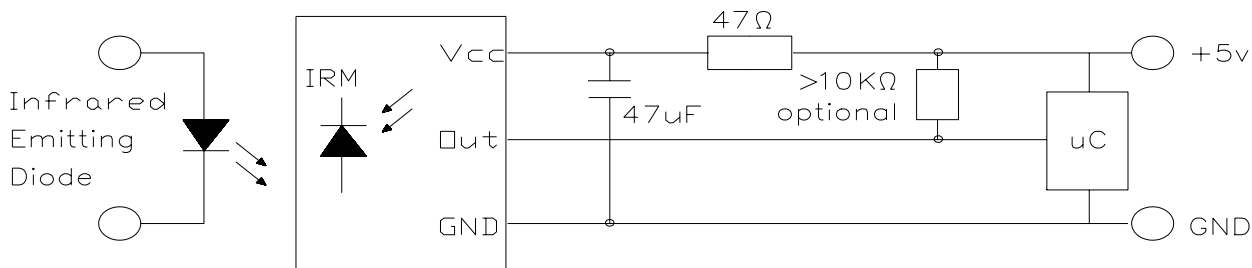 Infrared
Emitting
Diode
IRM
Vcc
Out
GND
47Ω
47uF
>10KΩ
optional
uC
+5v
GND